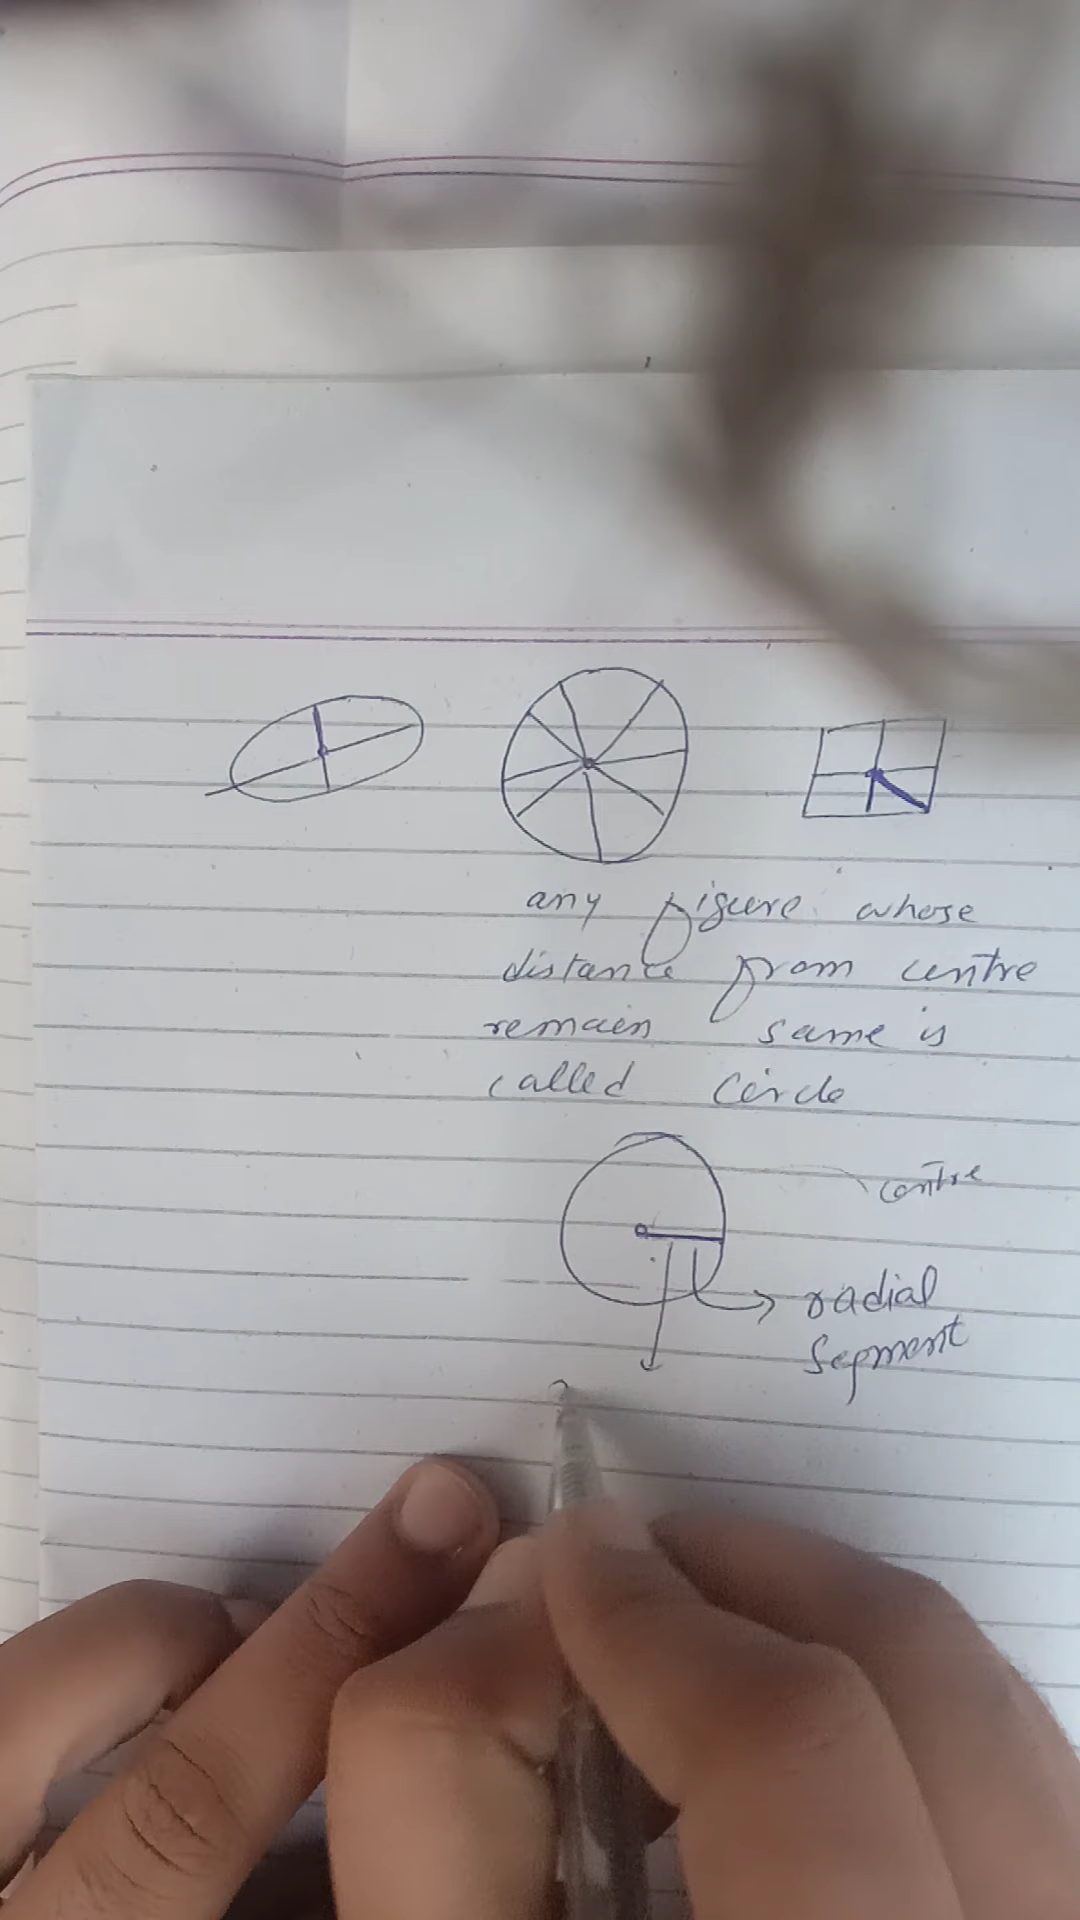 any figure whose
distance from centre
remain same is
called Circle
centre
radial
segment